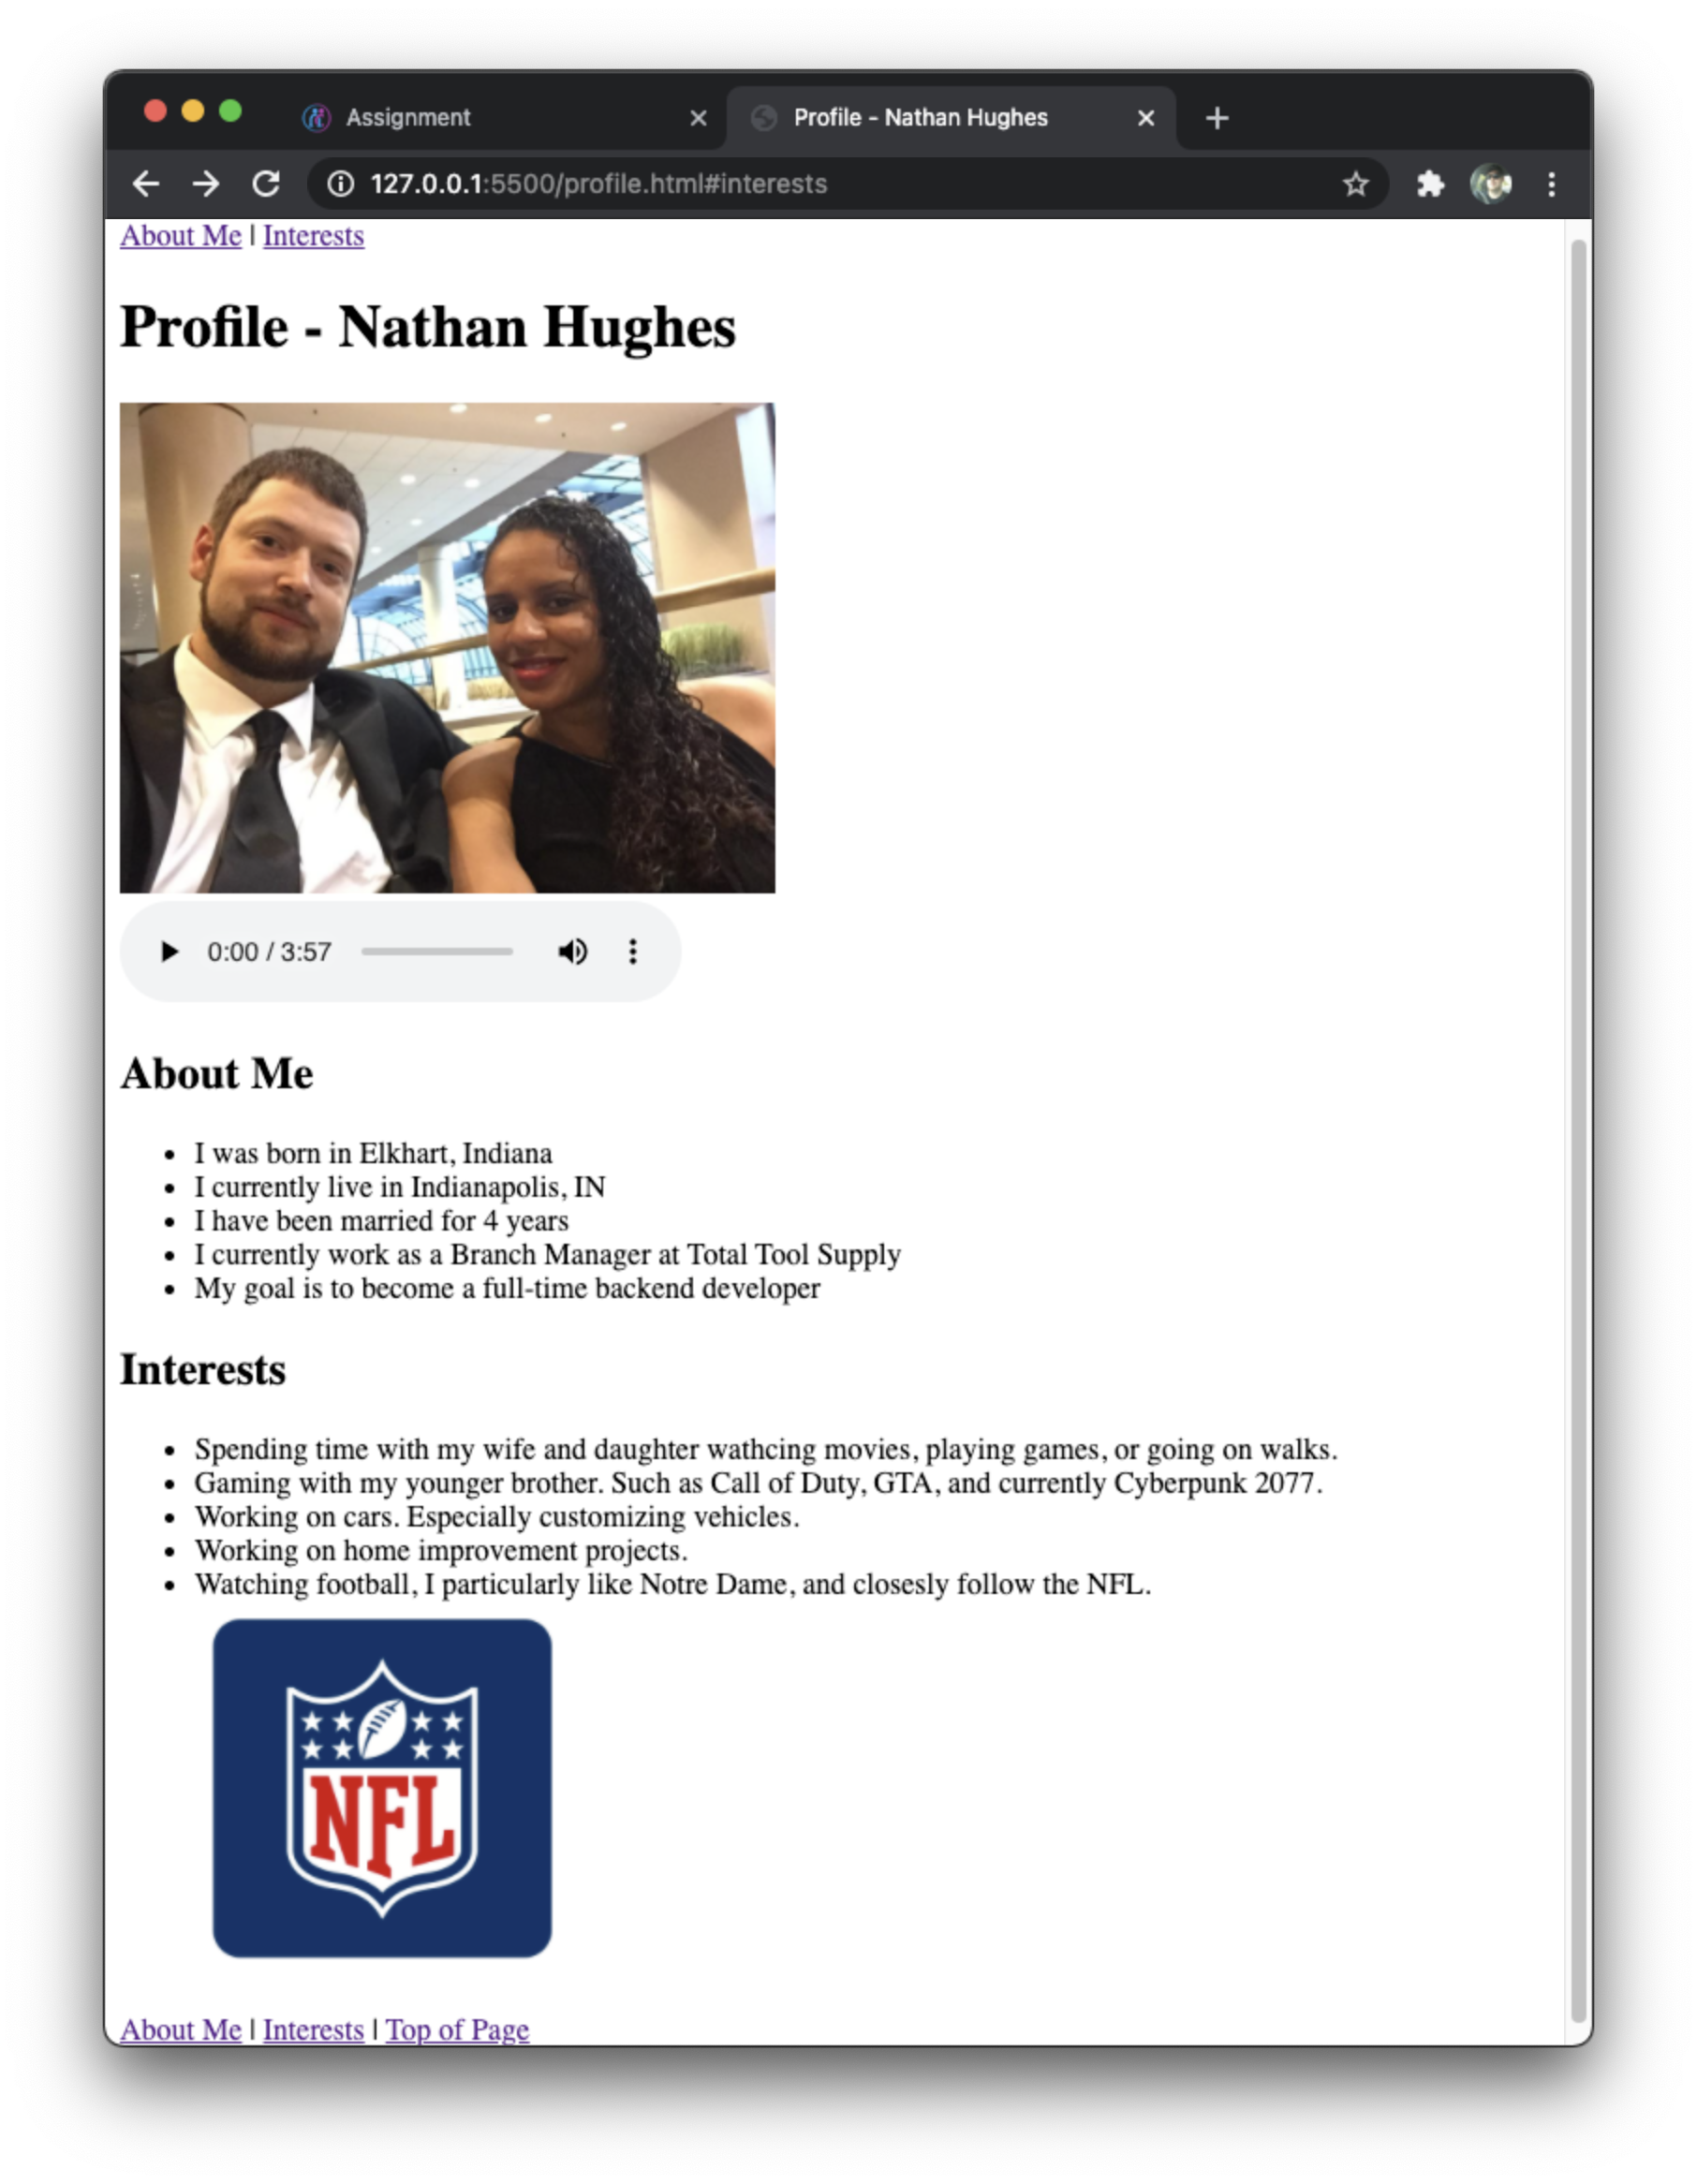 Assignment
Profile - Nathan Hughes
127.0.0.1:5500/profile.html#interests
About Me | Interests
Profile - Nathan Hughes
0:00 / 3:57
About Me
I was born in Elkhart, Indiana
I currently live in Indianapolis, IN
I have been married for 4 years
I currently work as a Branch Manager at Total Tool Supply
My goal is to become a full-time backend developer
Interests
Spending time with my wife and daughter wathcing movies, playing games, or going on walks.
Gaming with my younger brother. Such as Call of Duty, GTA, and currently Cyberpunk 2077.
Working on cars. Especially customizing vehicles.
Working on home improvement projects.
Watching football, I particularly like Notre Dame, and closesly follow the NFL.
NFL
About Me | Interests | Top of Page